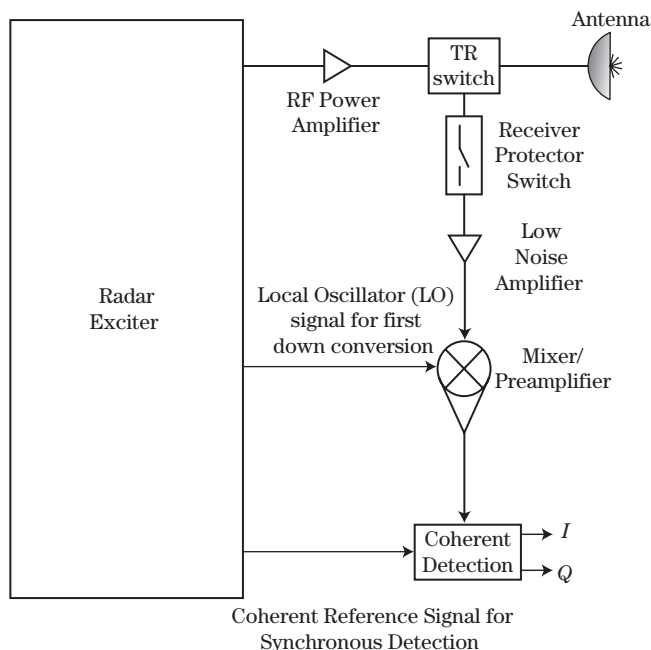 Antenna
TR
switch
RF Power
Amplifier
Receiver
Protector
Switch
Low
Noise
Amplifier
Radar
Exciter
Local Oscillator (LO)
signal for first
down conversion
Mixer/
Preamplifier
Coherent
Detection
I
Q
Coherent Reference Signal for
Synchronous Detection